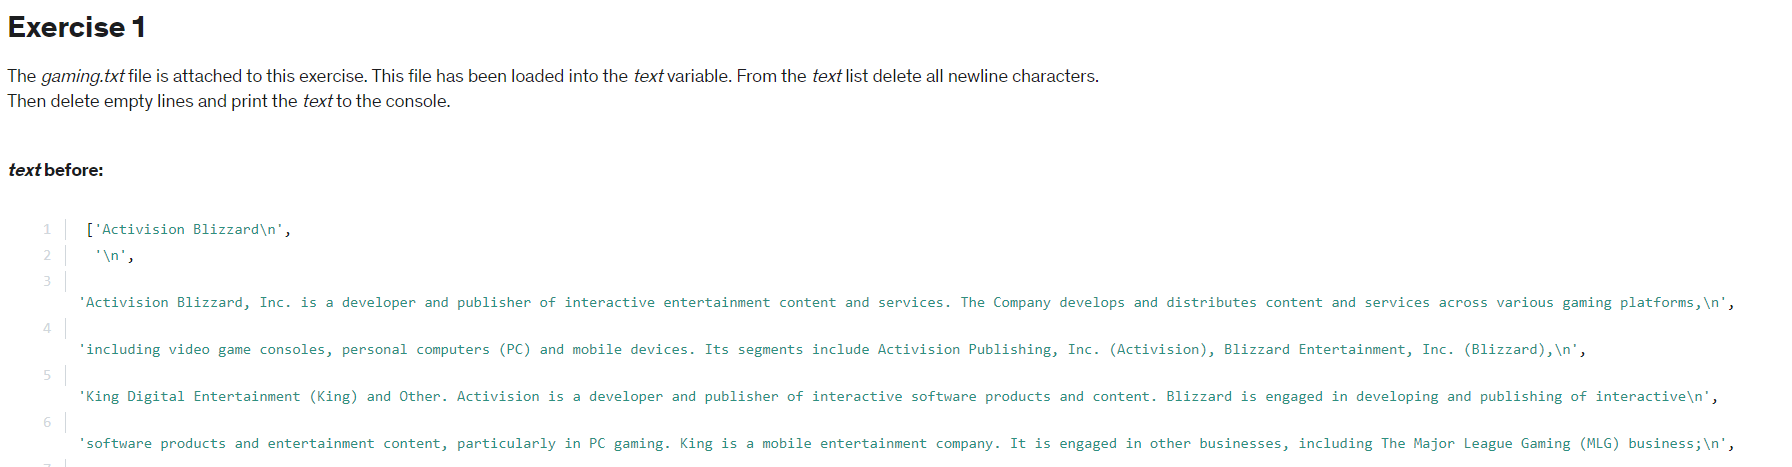 Exercise 1
The gaming.txt file is attached to this exercise. This file has been loaded into the text variable. From the text list delete all newline characters.
Then delete empty lines and print the text to the console.
text before:
1 ['Activision Blizzard\n',
2 '\n',
3
'Activision Blizzard, Inc. is a developer and publisher of interactive entertainment content and services. The Company develops and distributes content and services across various gaming platforms,\n',
4
'including video game consoles, personal computers (PC) and mobile devices. Its segments include Activision Publishing, Inc. (Activision), Blizzard Entertainment, Inc. (Blizzard),\n',
5
'King Digital Entertainment (King) and Other. Activision is a developer and publisher of interactive software products and content. Blizzard is engaged in developing and publishing of interactive\n',
6
'software products and entertainment content, particularly in PC gaming. King is a mobile entertainment company. It is engaged in other businesses, including The Major League Gaming (MLG) business;\n',